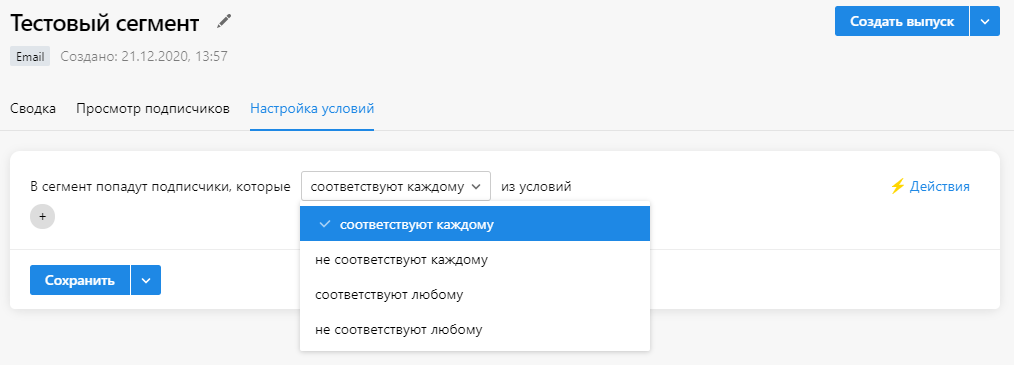 Тестовый сегмент
Создать выпуск
Email Создано: 21.12.2020, 13:57
Сводка Просмотр подписчиков Настройка условий
В сегмент попадут подписчики, которые соответствуют каждому из условий
Действия
+
соответствуют каждому
не соответствуют каждому
Сохранить
соответствуют любому
не соответствуют любому